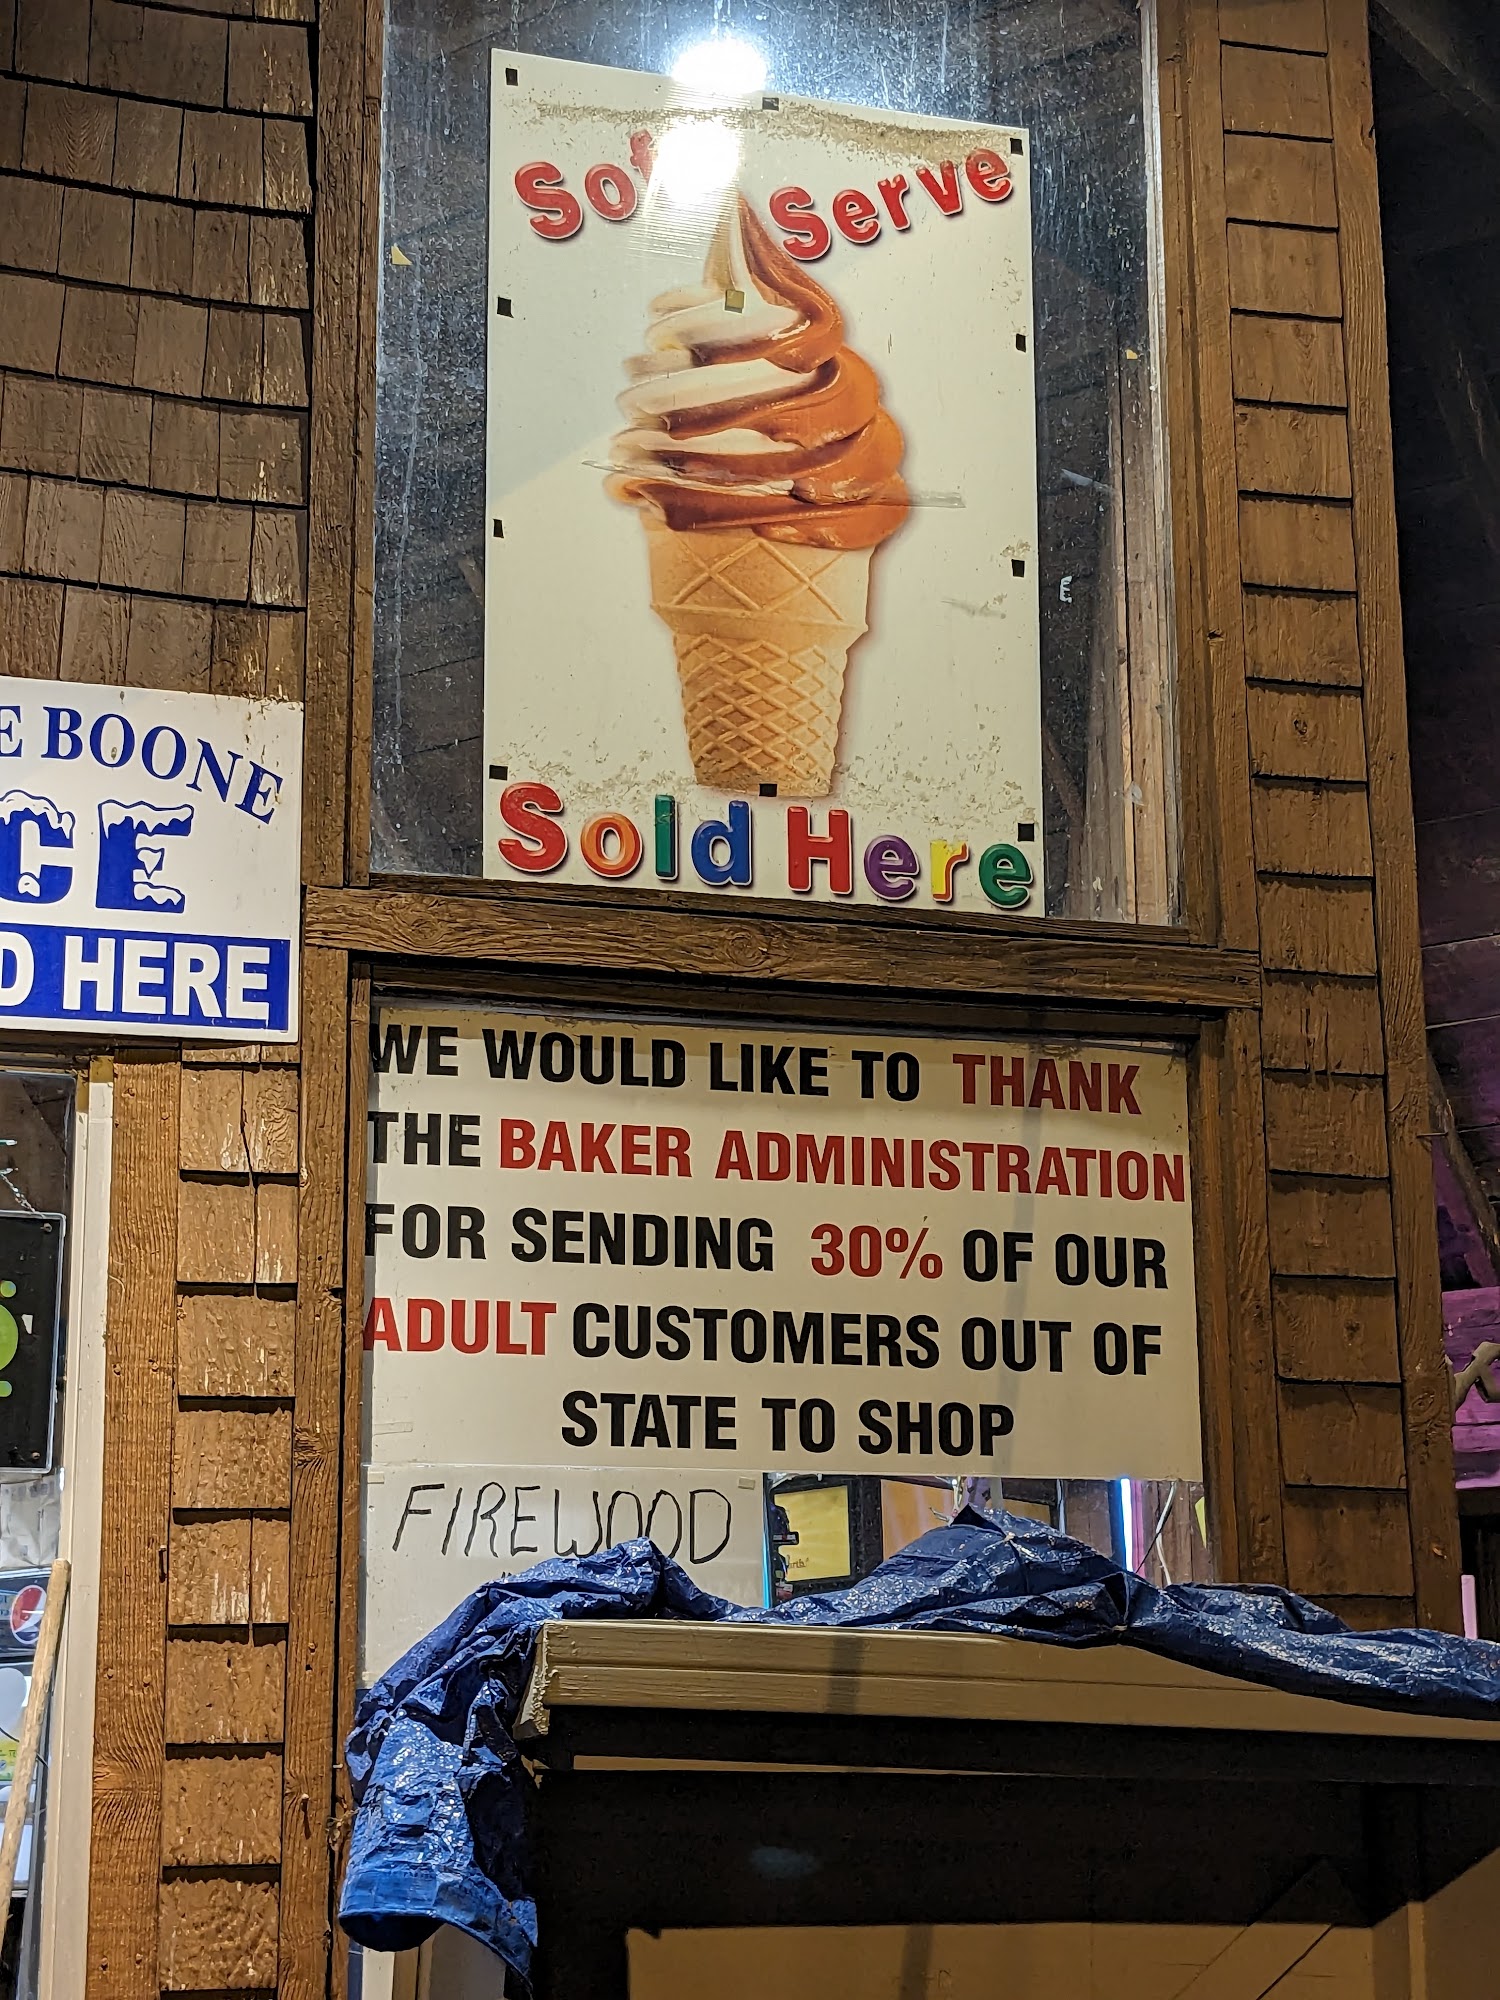 Soft Serve
Sold Here
E BOONE
CE
D HERE
WE WOULD LIKE TO THANK
THE BAKER ADMINISTRATION
FOR SENDING 30% OF OUR
ADULT CUSTOMERS OUT OF
STATE TO SHOP
FIREWOOD